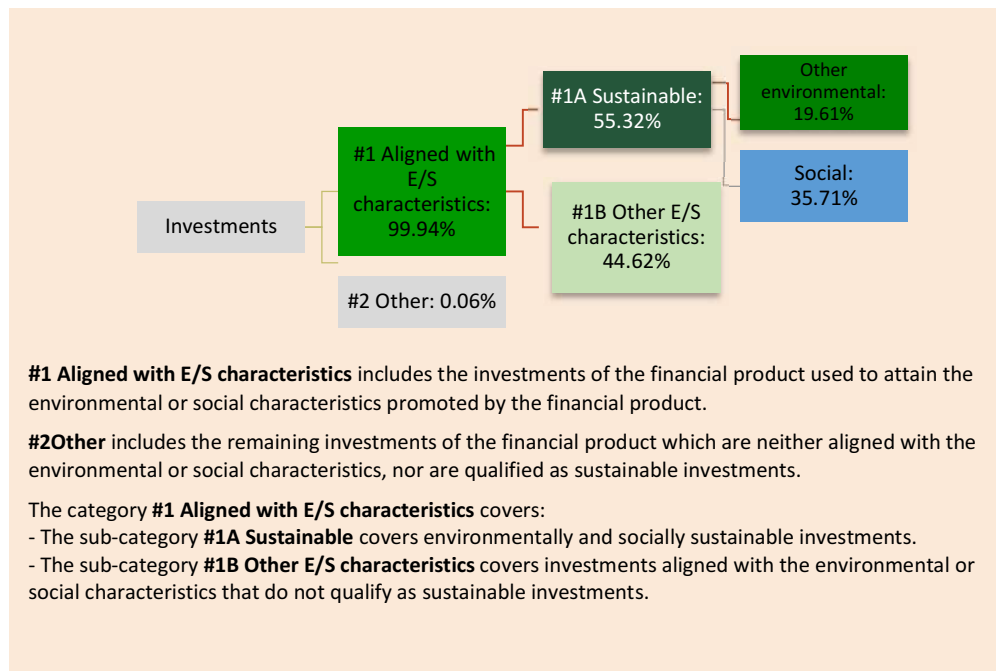 Investments
#1 Aligned with
E/S
characteristics:
99.94%
#2 Other: 0.06%
#1A Sustainable:
55.32%
#1B Other E/S
characteristics:
44.62%
Other
environmental:
19.61%
Social:
35.71%
#1 Aligned with E/S characteristics includes the investments of the financial product used to attain the
environmental or social characteristics promoted by the financial product.
#2Other includes the remaining investments of the financial product which are neither aligned with the
environmental or social characteristics, nor are qualified as sustainable investments.
The category #1 Aligned with E/S characteristics covers:
- The sub-category #1A Sustainable covers environmentally and socially sustainable investments.
- The sub-category #1B Other E/S characteristics covers investments aligned with the environmental or
social characteristics that do not qualify as sustainable investments.